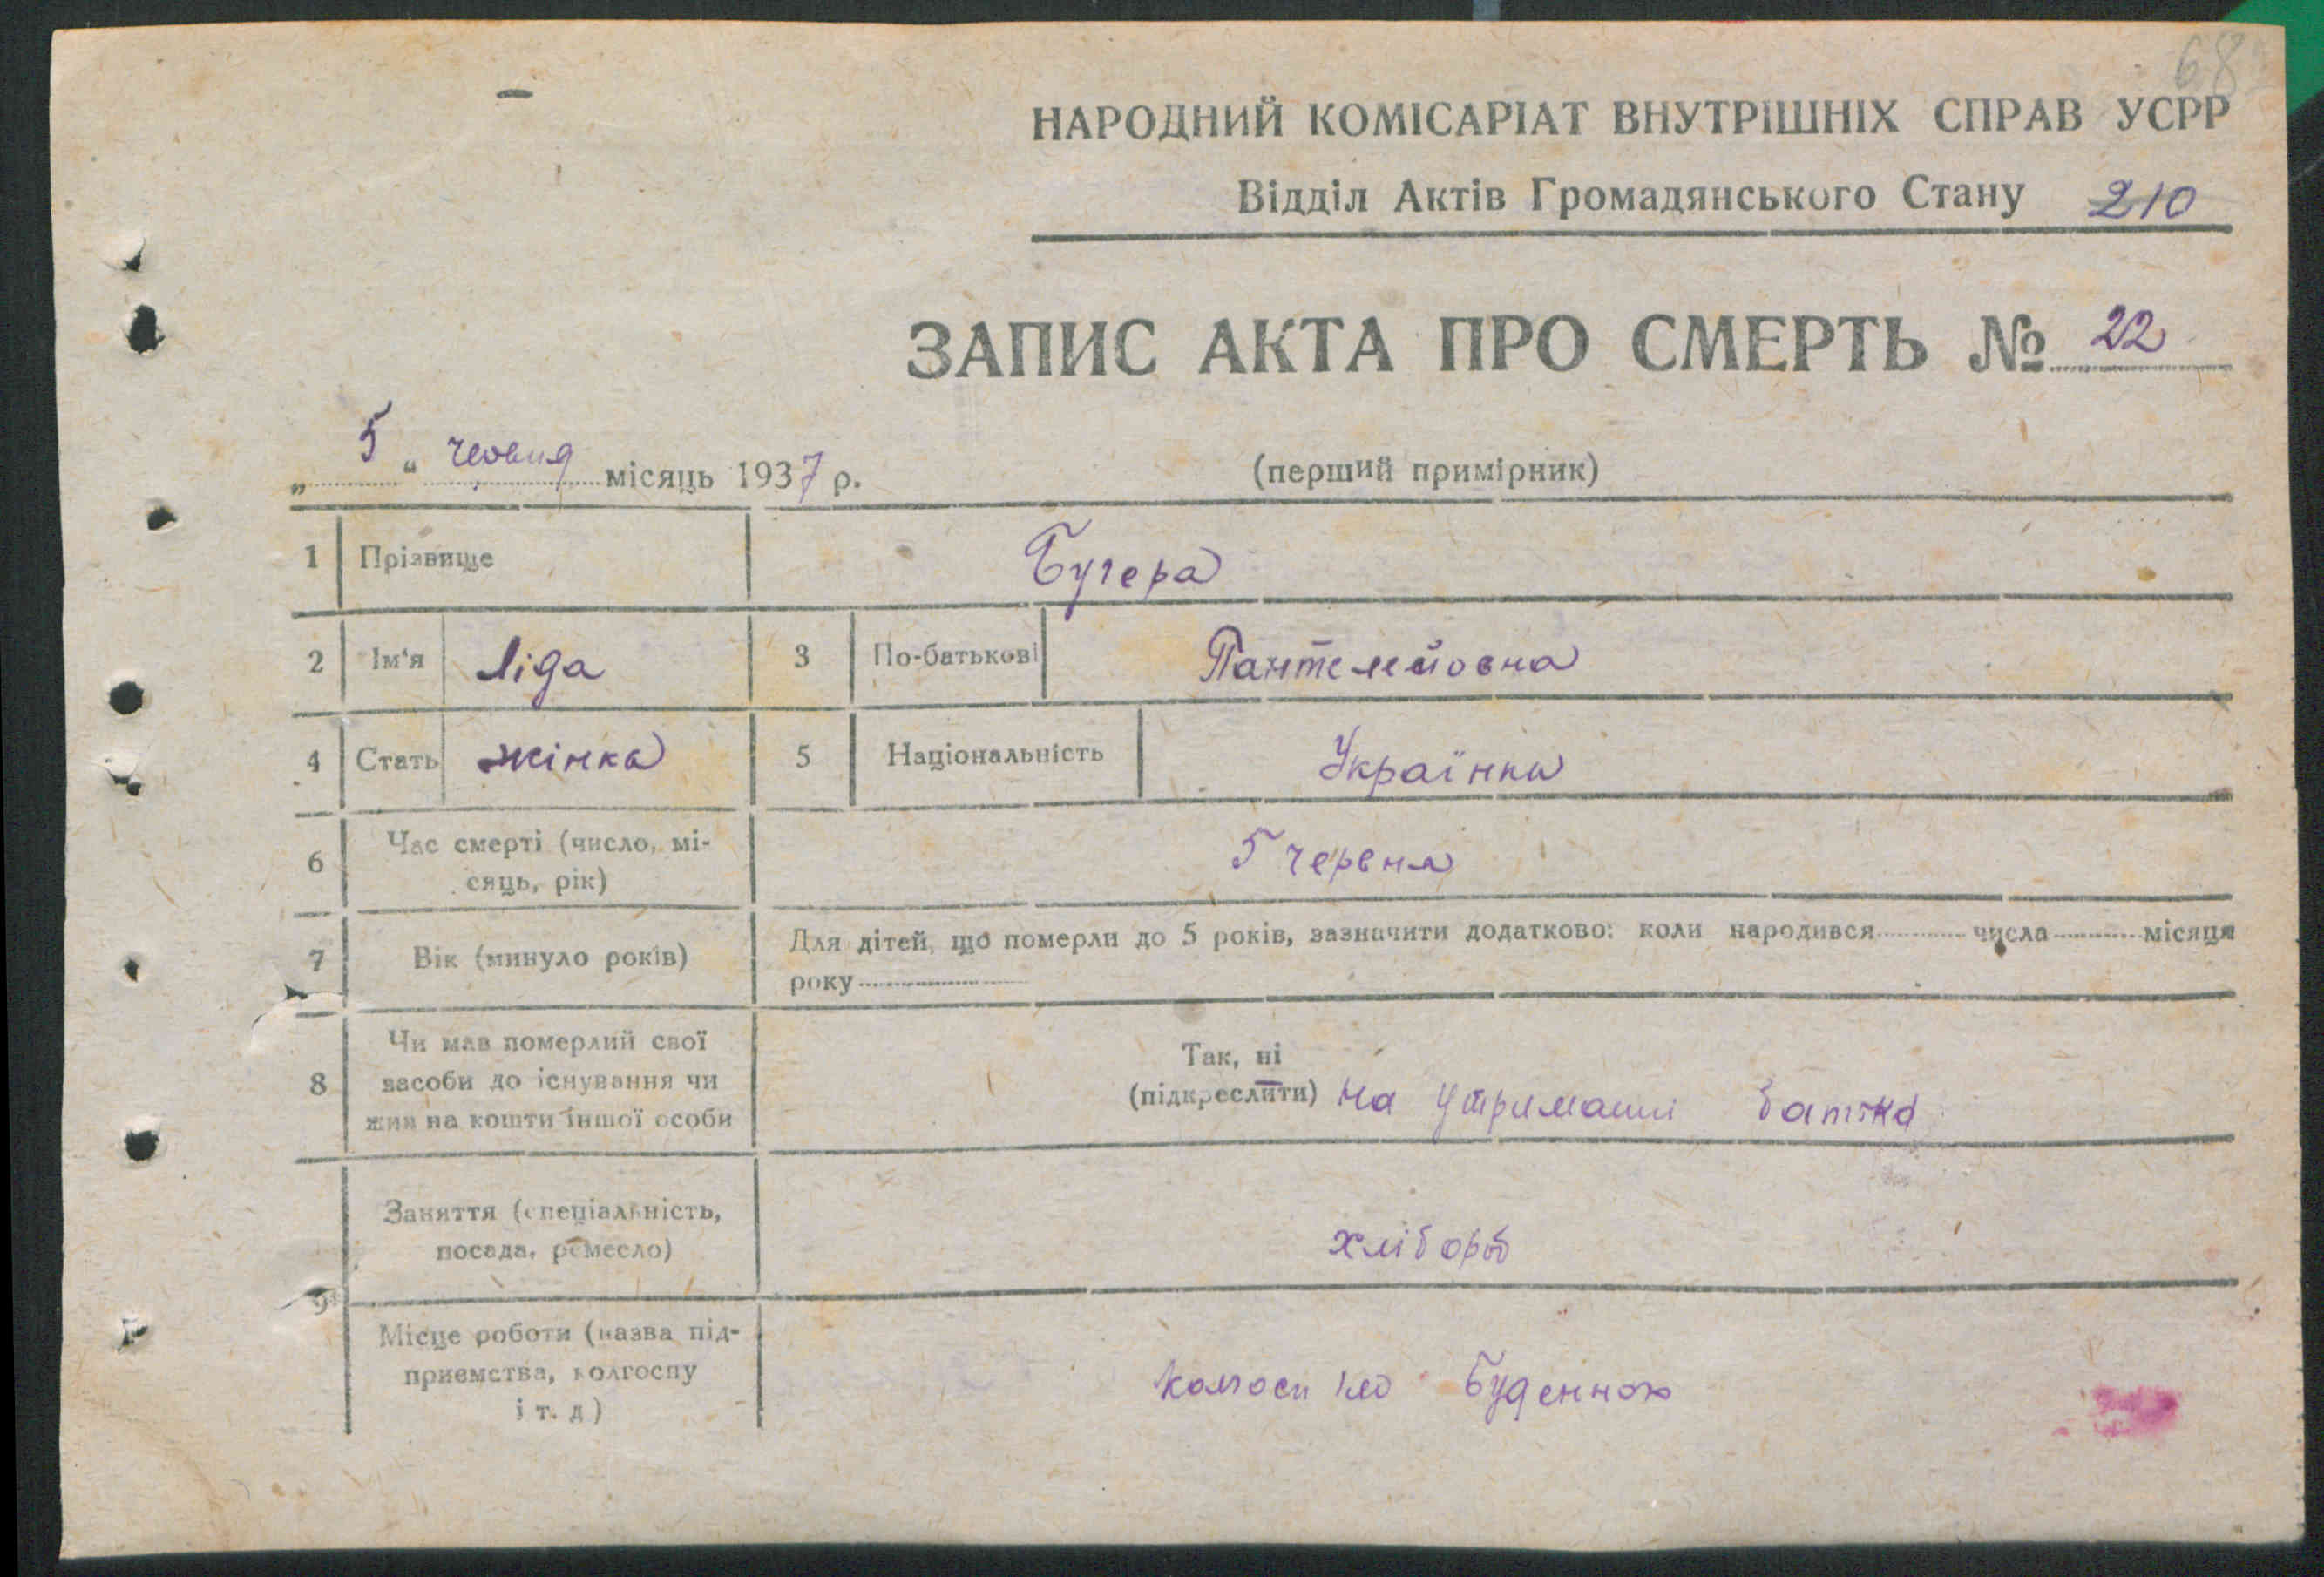 68
НАРОДНИЙ КОМІСАРІАТ ВНУТРІШНІХ СПРАВ УСРР
Відділ Актів Громадянського Стану 210
ЗАПИС АКТА ПРО СМЕРТЬ № 22
„ 5 “ червня місяць 1937 р.
(перший примірник)
1 Прізвище Бугера
2 Ім'я Ліда 3 По-батькові Пантелейовна
4 Стать жінка 5 Національність Українка
6 Час смерті (число, мі-
сяць, рік) 5 червня
7 Вік (минуло років) Для дітей, що померли до 5 років, зазначити додатково: коли народився числа місяця
року
8 Чи мав померлий свої
засоби до існування чи
жив на кошти іншої особи
Так, ні
(підкреслити) на утриманні батька
9 Заняття (спеціальність,
посада, ремесло) хлібороб
Місце роботи (назва під-
приємства, колгоспу
і т. д)
колгосп ім Буденного